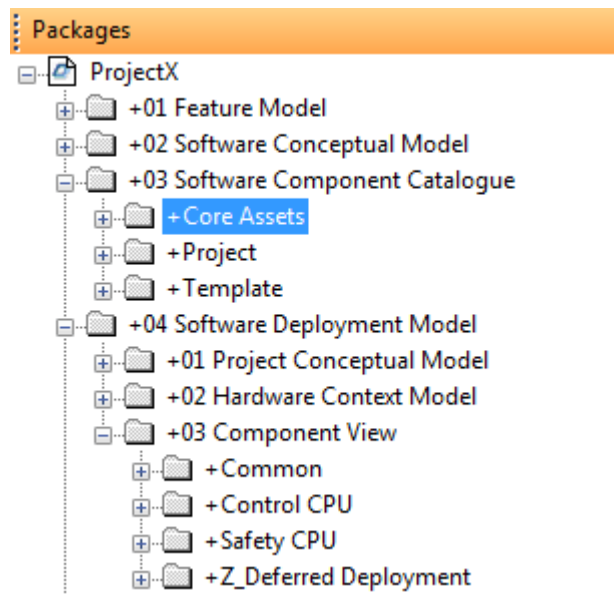 Packages
ProjectX
+01 Feature Model
+02 Software Conceptual Model
+03 Software Component Catalogue
+Core Assets
+Project
+Template
+04 Software Deployment Model
+01 Project Conceptual Model
+02 Hardware Context Model
+03 Component View
+Common
+Control CPU
+Safety CPU
+Z_Deferred Deployment